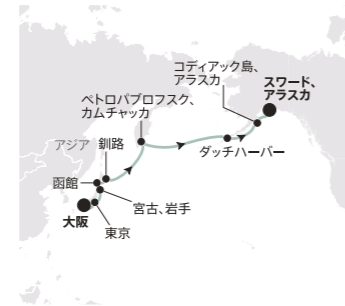 コディアック島、
アラスカ
スワード、
アラスカ
ペトロパブロフスク、
カムチャッカ
アジア
釧路
ダッチハーバー
函館
宮古、岩手
大阪
東京